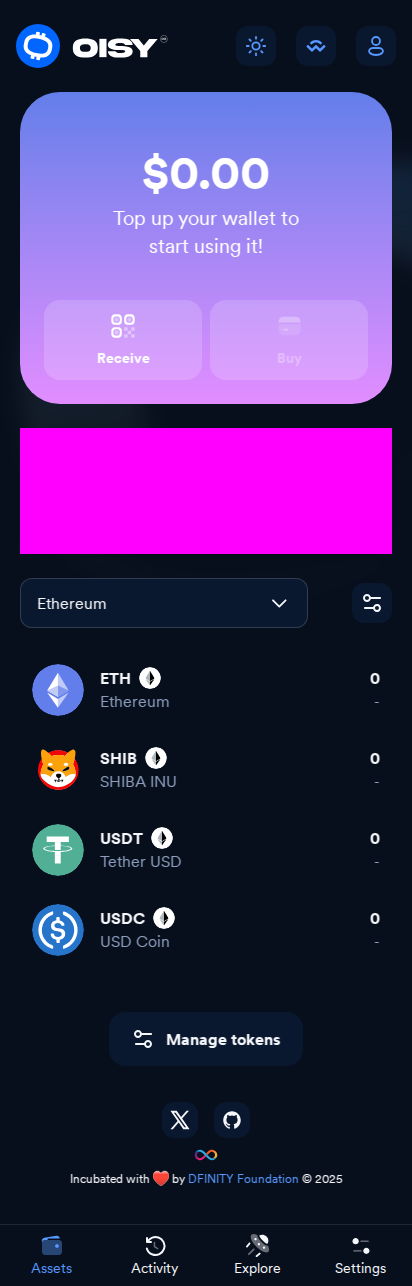 OISY
$0.00
Top up your wallet to
start using it!
Receive
Buy
Ethereum
ETH
0
Ethereum
-
SHIB
0
SHIBA INU
-
USDT
0
Tether USD
-
USDC
0
USD Coin
-
Manage tokens
Incubated with ❤️ by DFINITY Foundation © 2025
Assets
Activity
Explore
Settings